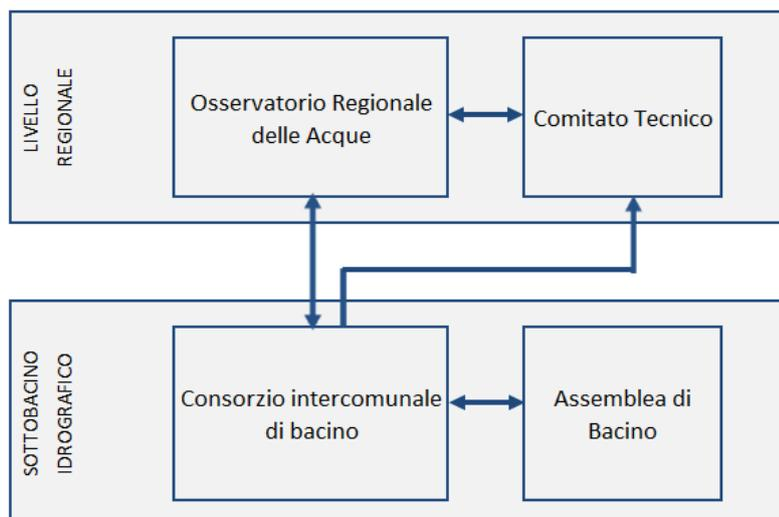 LIVELLO
REGIONALE
Osservatorio Regionale
delle Acque
Comitato Tecnico
SOTTOBACINO
IDROGRAFICO
Consorzio intercomunale
di bacino
Assemblea di
Bacino